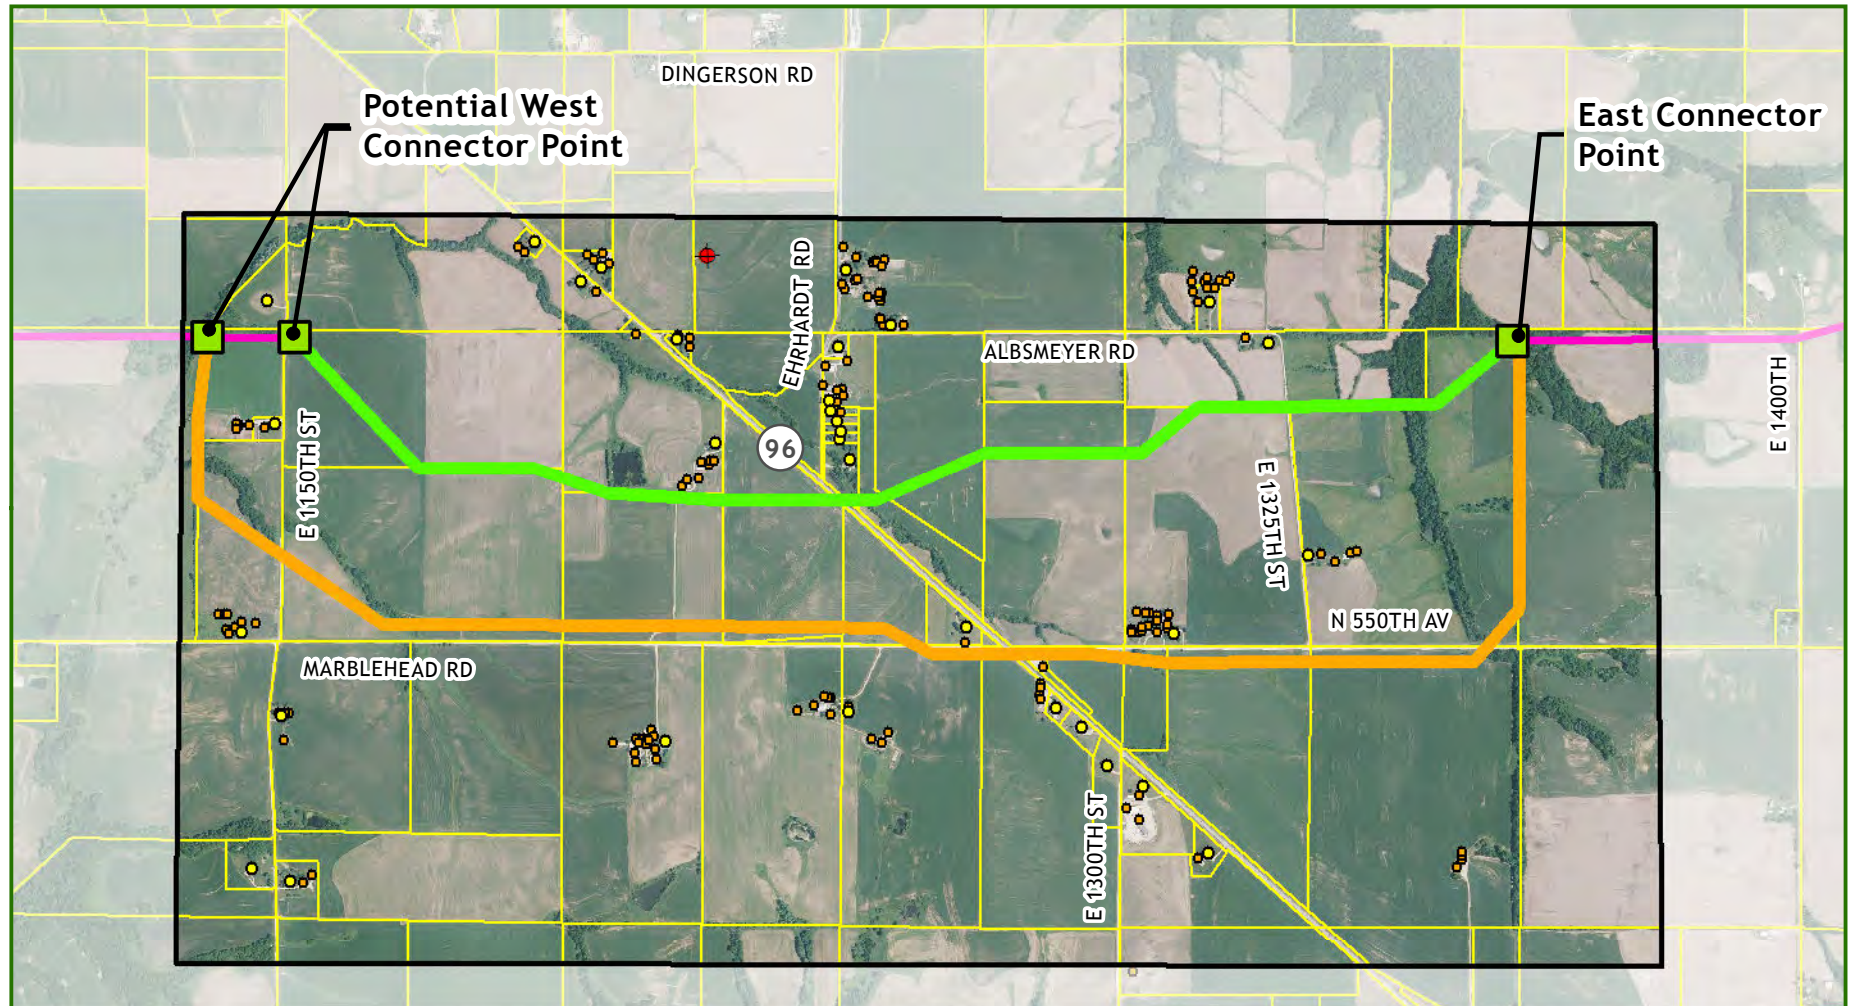 DINGERSON RD
Potential West
Connector Point
East Connector
Point
EHRHARDT RD
ALBSMEYER RD
E 1400TH
E 1150TH ST
96
E 1325TH ST
N 550TH AV
MARBLEHEAD RD
E 1300TH ST